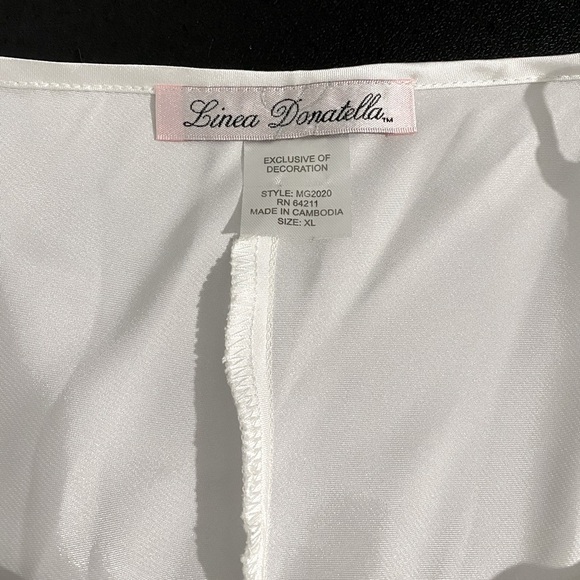 Linea Donatella™
EXCLUSIVE OF
DECORATION
STYLE: MG2020
RN 64211
MADE IN CAMBODIA
SIZE: XL